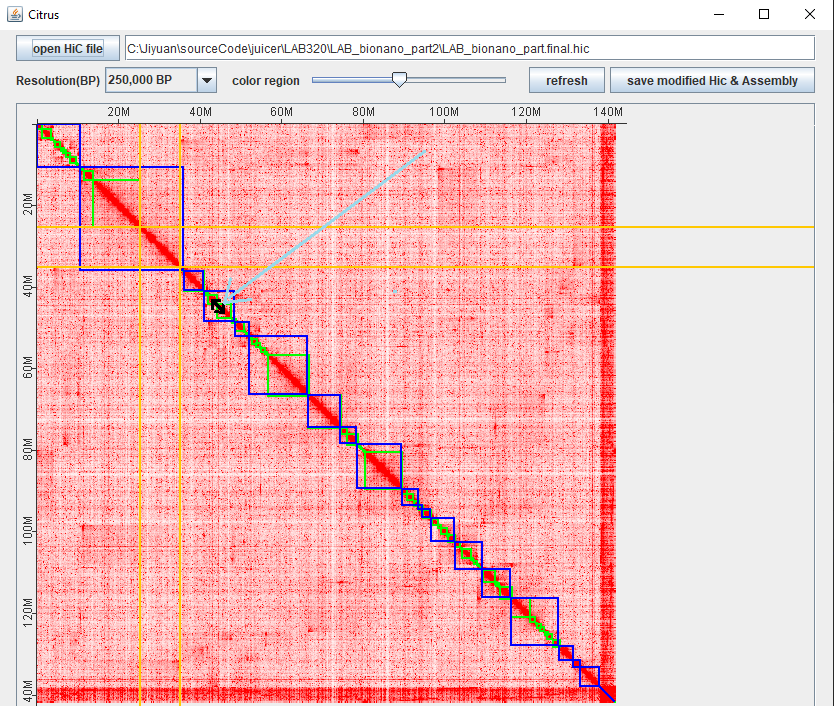 Citrus
open HiC file C:\Jiyuan\sourceCode\juicer\LAB320\LAB_bionano_part2\LAB_bionano_part.final.hic
Resolution(BP) 250,000 BP color region refresh save modified Hic & Assembly
20M 40M 60M 80M 100M 120M 140M
20M
40M
60M
80M
100M
120M
40M